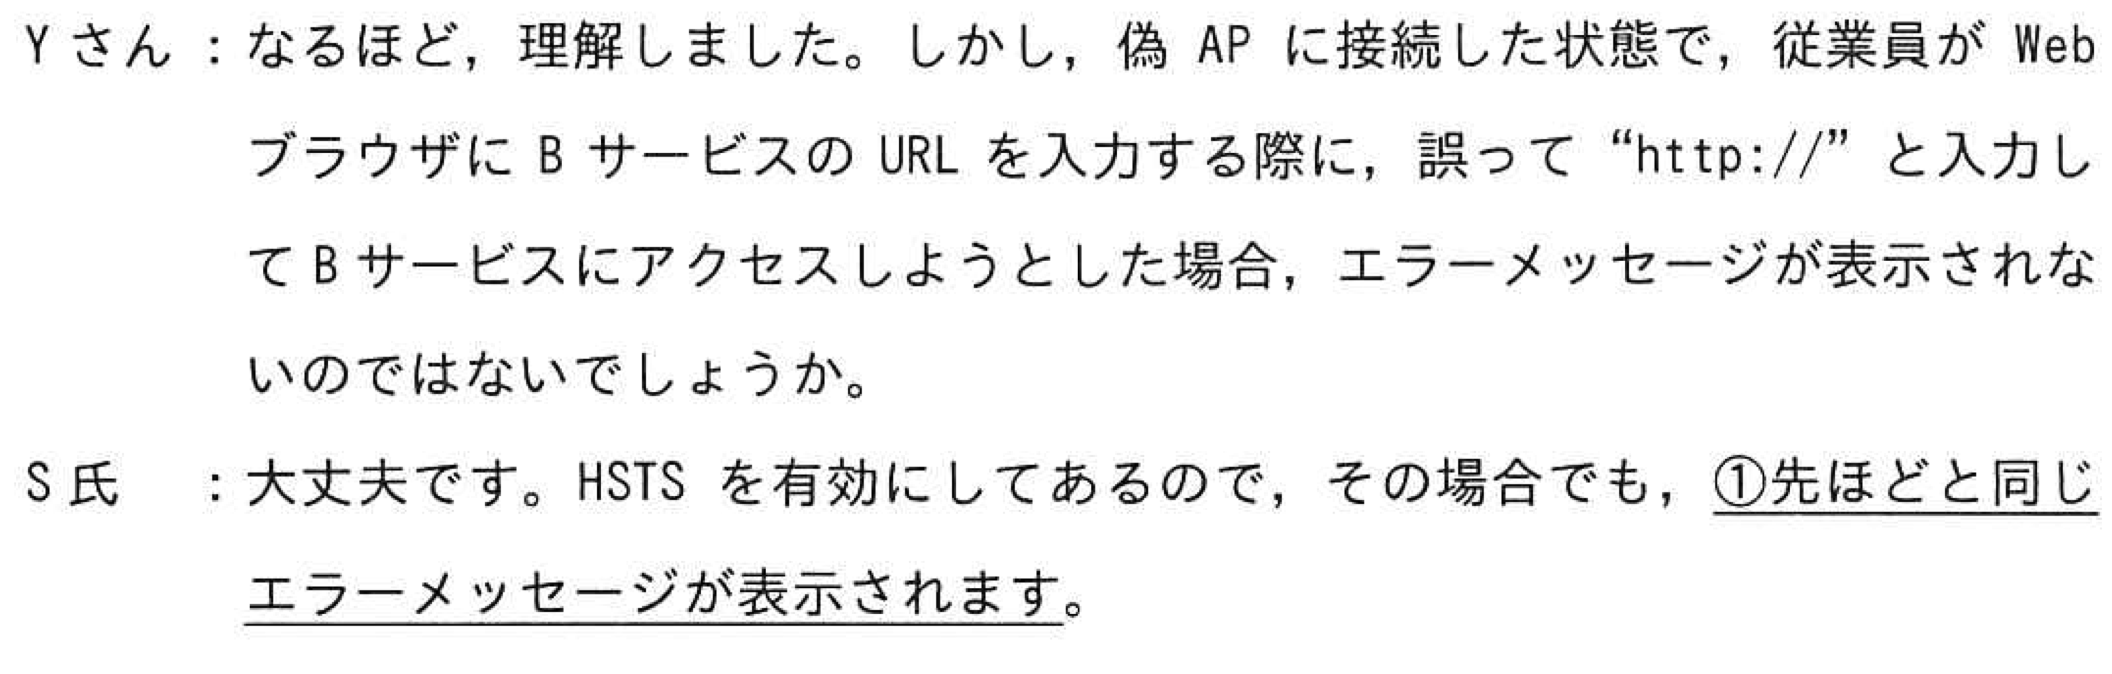 Yさん ：なるほど，理解しました。しかし，偽 AP に接続した状態で，従業員が Web
ブラウザに B サービスの URL を入力する際に，誤って “http://” と入力し
て B サービスにアクセスしようとした場合，エラーメッセージが表示されな
いのではないでしょうか。
S氏 ：大丈夫です。HSTS を有効にしてあるので，その場合でも，①先ほどと同じ
エラーメッセージが表示されます。